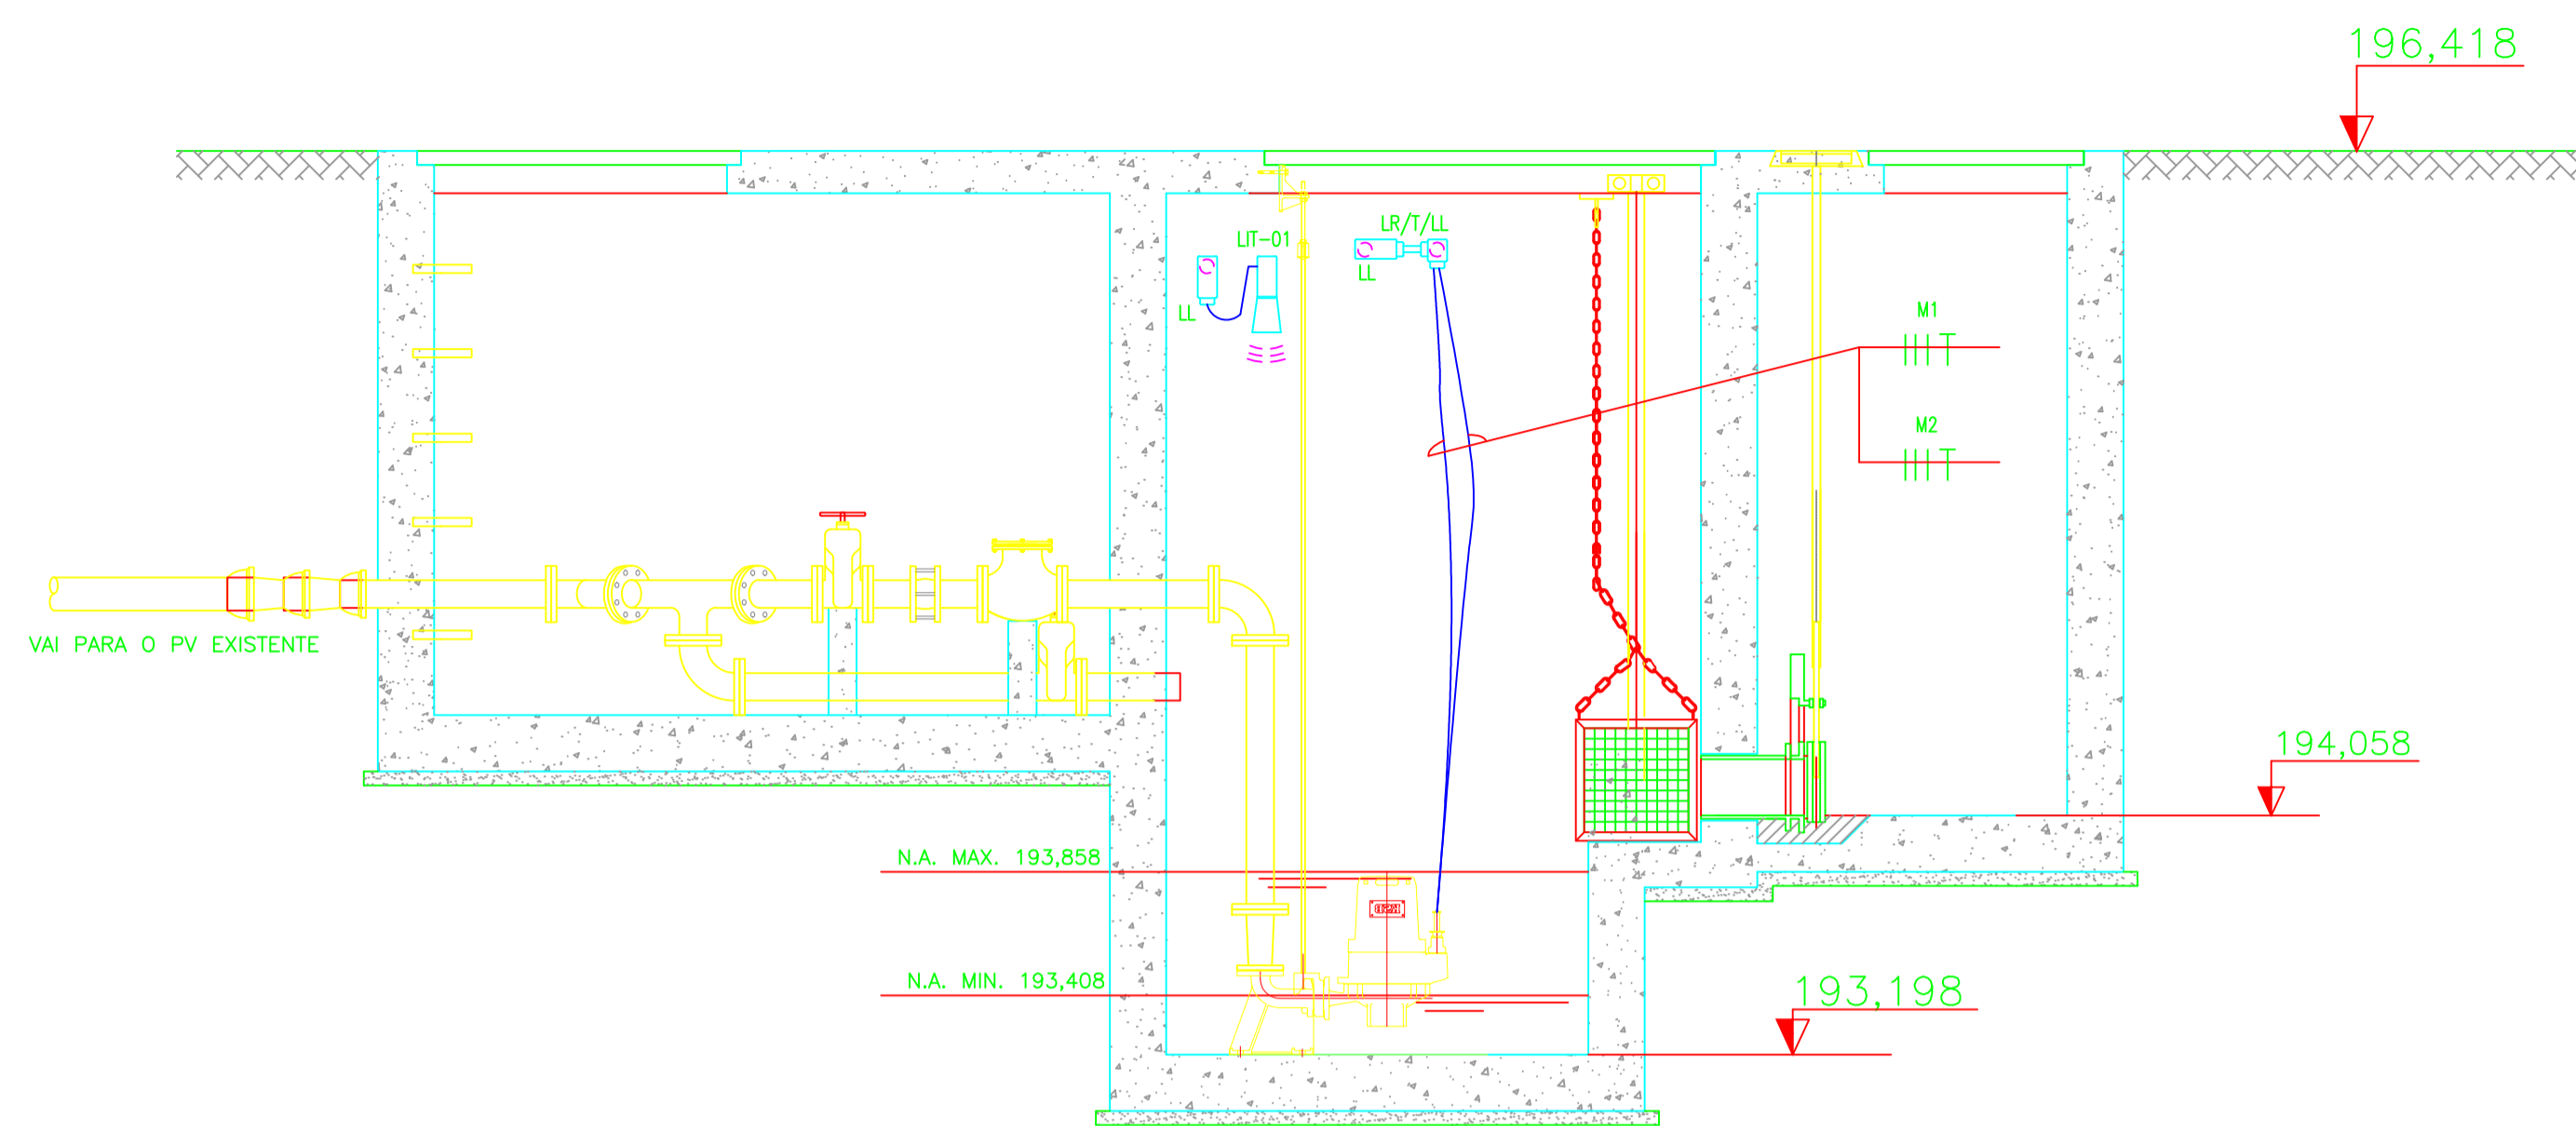 196,418
LR/T/LL
LIT-01
LL
LL
M1
M2
VAI PARA O PV EXISTENTE
194,058
N.A. MAX. 193,858
N.A. MIN. 193,408
193,198